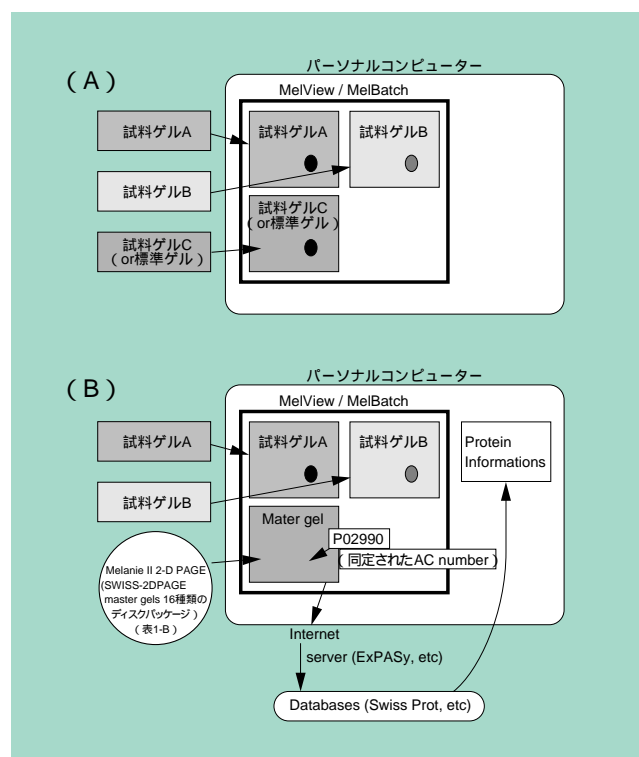 (A)
パーソナルコンピューター
MelView / MelBatch
試料ゲルA
試料ゲルB
試料ゲルC
(or標準ゲル)
試料ゲルA
試料ゲルB
試料ゲルC
(or標準ゲル)
(B)
パーソナルコンピューター
MelView / MelBatch
試料ゲルA
試料ゲルB
試料ゲルA
試料ゲルB
Protein
Informations
Mater gel
P02990
(同定されたAC number)
Melanie II 2-D PAGE
(SWISS-2DPAGE
master gels 16種類の
ディスクパッケージ)
(表1-B)
Internet
server (ExPASy, etc)
Databases (Swiss Prot, etc)